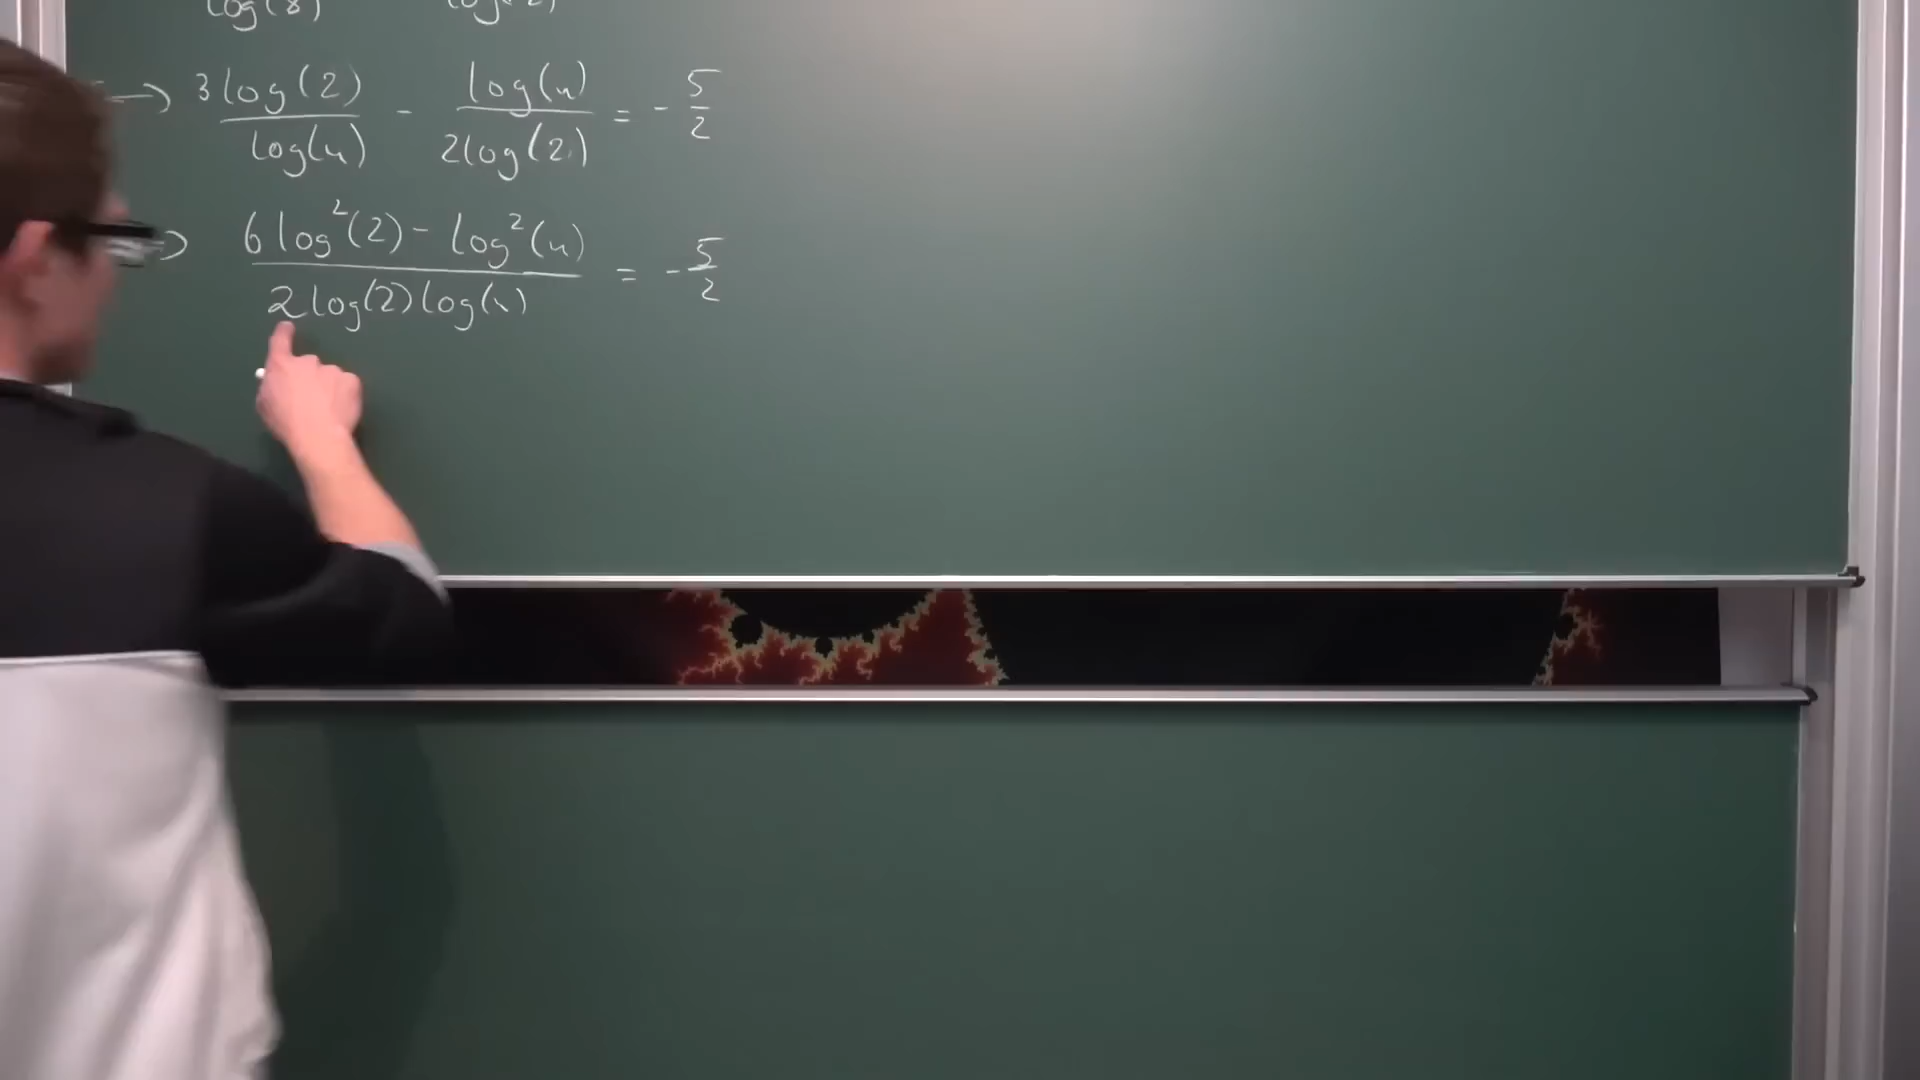 log(8) log(2)
⟹ 3log(2)/log(x) - log(x)/2log(2) = -5/2
⟹ (6log²(2) - log²(x))/(2log(2)log(x)) = -5/2